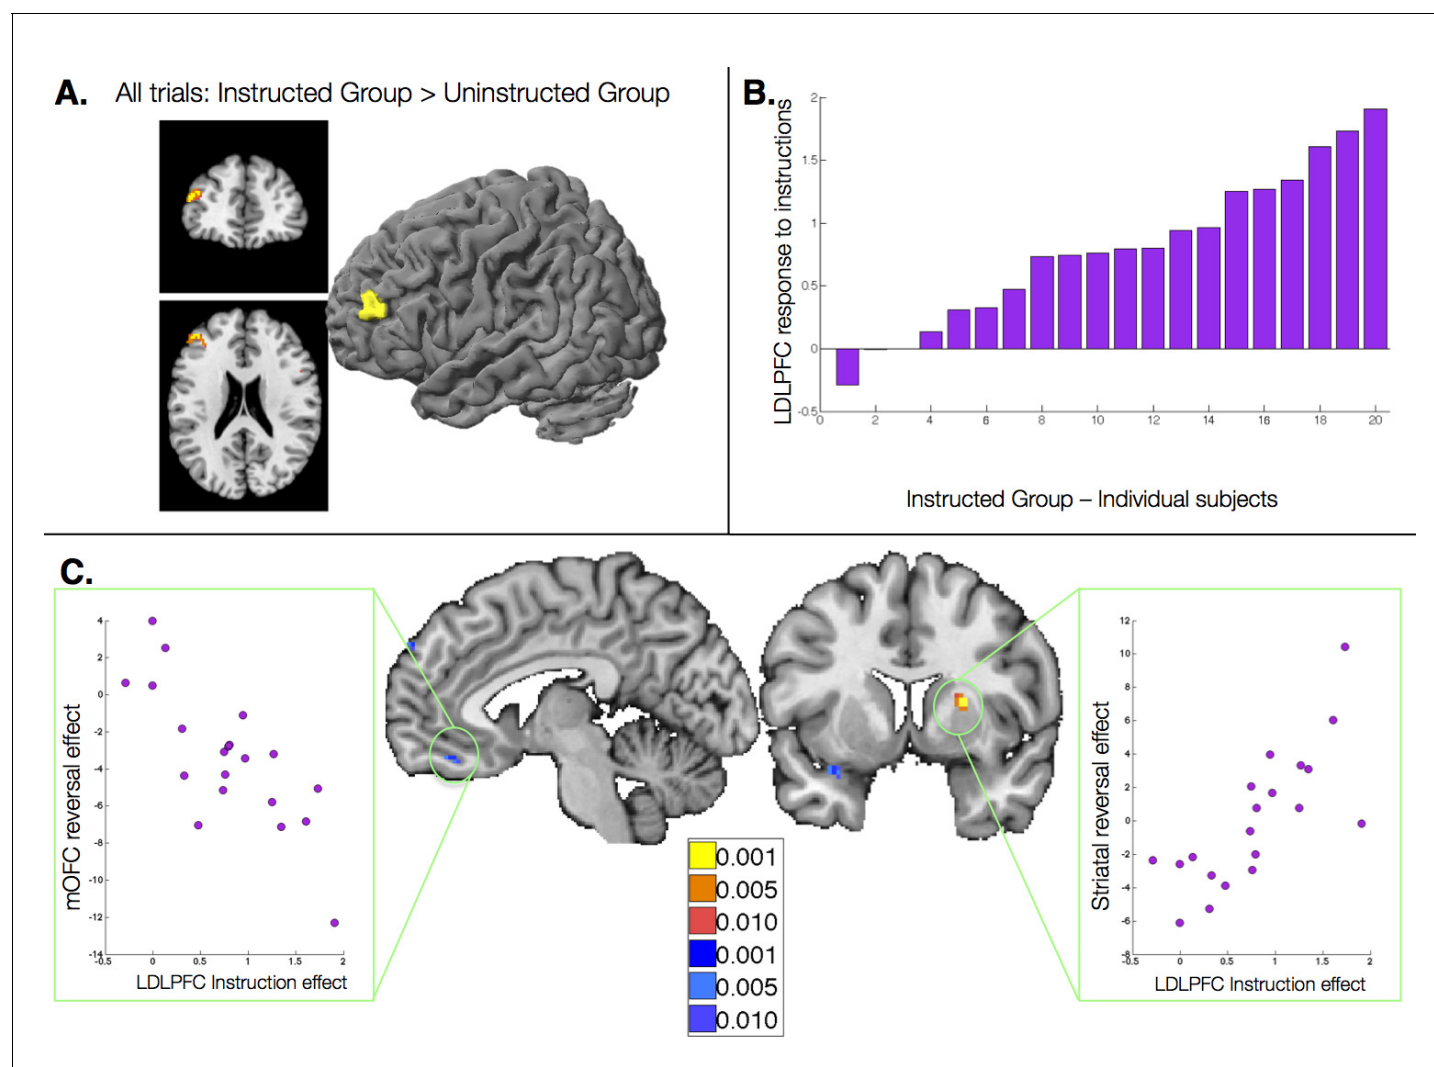 A.
All trials: Instructed Group > Uninstructed Group
B.
LDLPFC response to instructions
2
1.5
1
0.5
0
-0.5
0 2 4 6 8 10 12 14 16 18 20
Instructed Group – Individual subjects
C.
mOFC reversal effect
4
2
0
-2
-4
-6
-8
-10
-12
-14
-0.5 0 0.5 1 1.5 2
LDLPFC Instruction effect
0.001
0.005
0.010
0.001
0.005
0.010
Striatal reversal effect
12
10
8
6
4
2
0
-2
-4
-6
-8
-0.5 0 0.5 1 1.5 2
LDLPFC Instruction effect